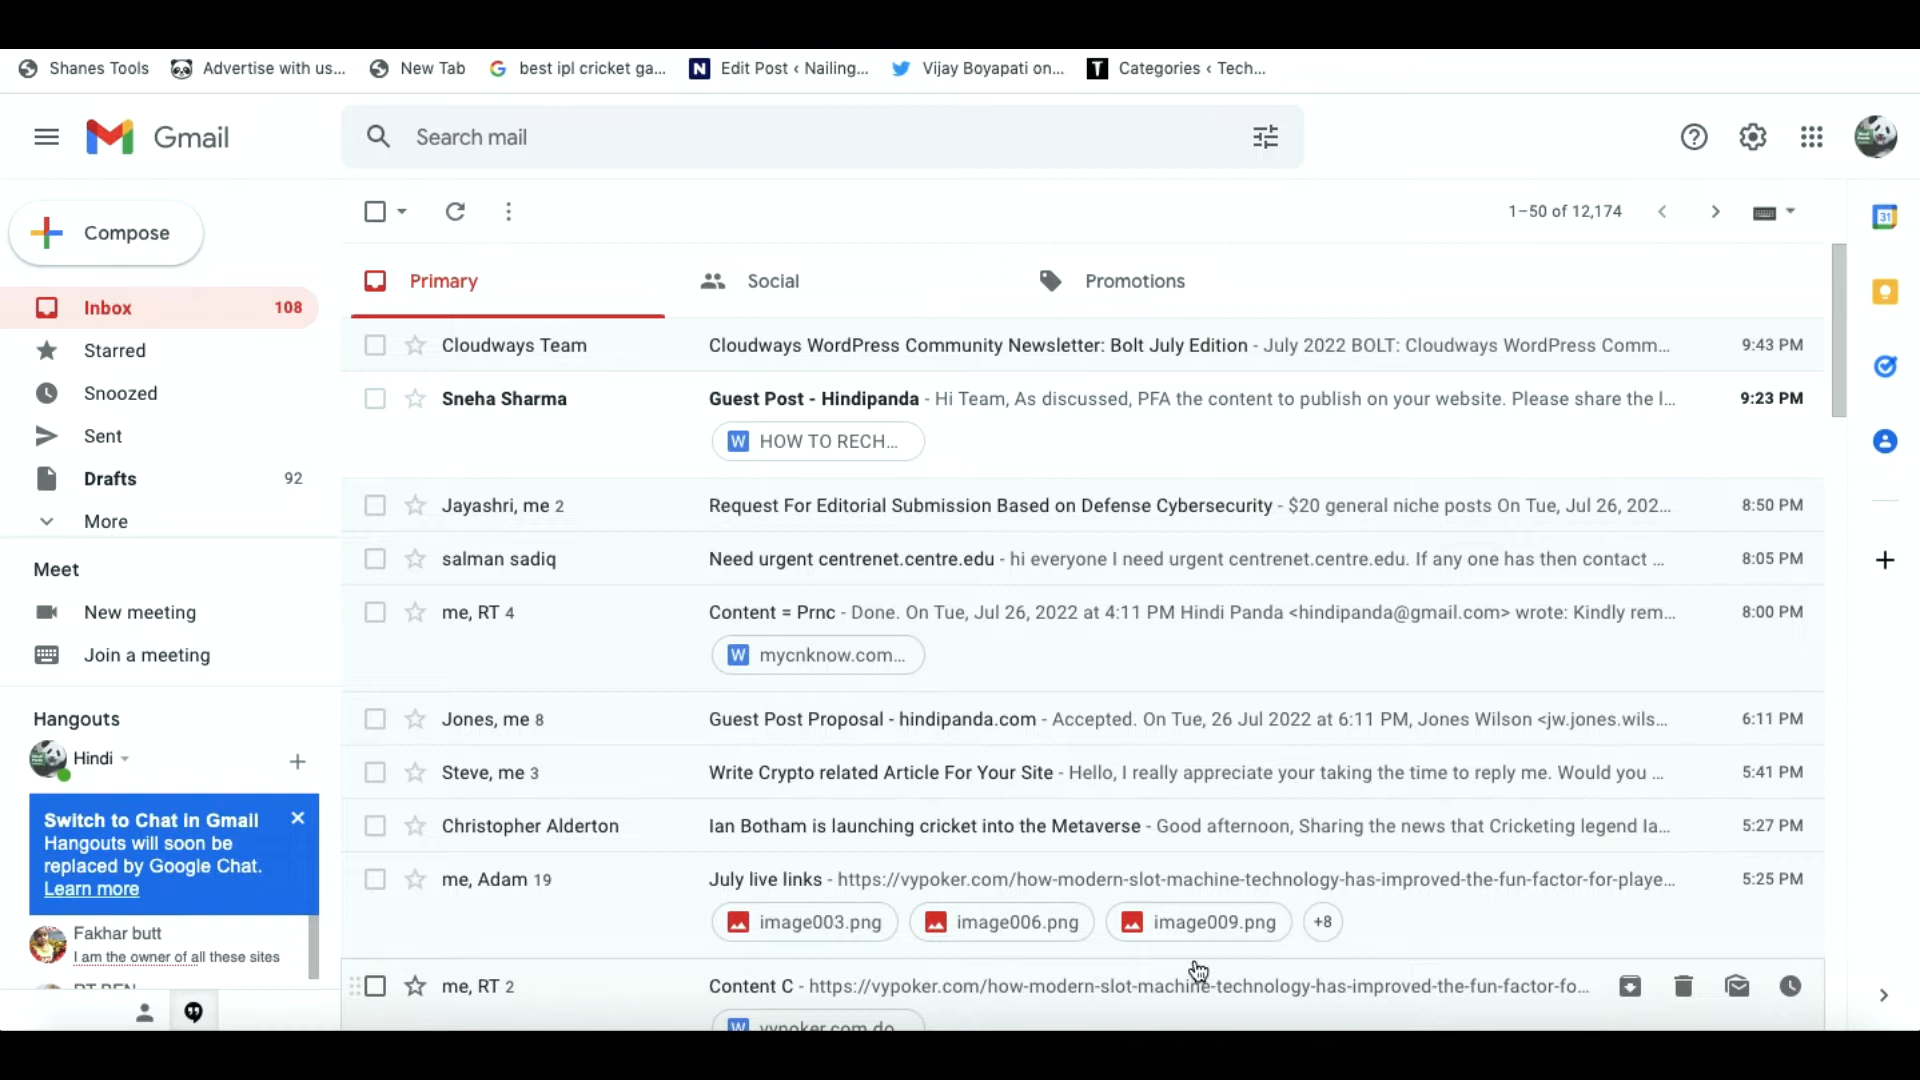 Shanes Tools Advertise with us... New Tab best ipl cricket ga... Edit Post < Nailing... Vijay Boyapati on... Categories < Tech...
Gmail Search mail
Compose 1–50 of 12,174
Primary Social Promotions
Inbox 108
Starred
Snoozed
Sent
Drafts 92
More
Cloudways Team Cloudways WordPress Community Newsletter: Bolt July Edition - July 2022 BOLT: Cloudways WordPress Comm... 9:43 PM
Sneha Sharma Guest Post - Hindipanda - Hi Team, As discussed, PFA the content to publish on your website. Please share the l... 9:23 PM
W HOW TO RECH...
Jayashri, me 2 Request For Editorial Submission Based on Defense Cybersecurity - $20 general niche posts On Tue, Jul 26, 202... 8:50 PM
salman sadiq Need urgent centrenet.centre.edu - hi everyone I need urgent centrenet.centre.edu. If any one has then contact ... 8:05 PM
me, RT 4 Content = Prnc - Done. On Tue, Jul 26, 2022 at 4:11 PM Hindi Panda <hindipanda@gmail.com> wrote: Kindly rem... 8:00 PM
W mycnknow.com...
Jones, me 8 Guest Post Proposal - hindipanda.com - Accepted. On Tue, 26 Jul 2022 at 6:11 PM, Jones Wilson <jw.jones.wils... 6:11 PM
Steve, me 3 Write Crypto related Article For Your Site - Hello, I really appreciate your taking the time to reply me. Would you ... 5:41 PM
Christopher Alderton Ian Botham is launching cricket into the Metaverse - Good afternoon, Sharing the news that Cricketing legend Ia... 5:27 PM
me, Adam 19 July live links - https://vypoker.com/how-modern-slot-machine-technology-has-improved-the-fun-factor-for-playe... 5:25 PM
image003.png image006.png image009.png +8
me, RT 2 Content C - https://vypoker.com/how-modern-slot-machine-technology-has-improved-the-fun-factor-fo...
W vypoker.com.do...
Meet
New meeting
Join a meeting
Hangouts
Hindi
Switch to Chat in Gmail
Hangouts will soon be
replaced by Google Chat.
Learn more
Fakhar butt
I am the owner of all these sites
31